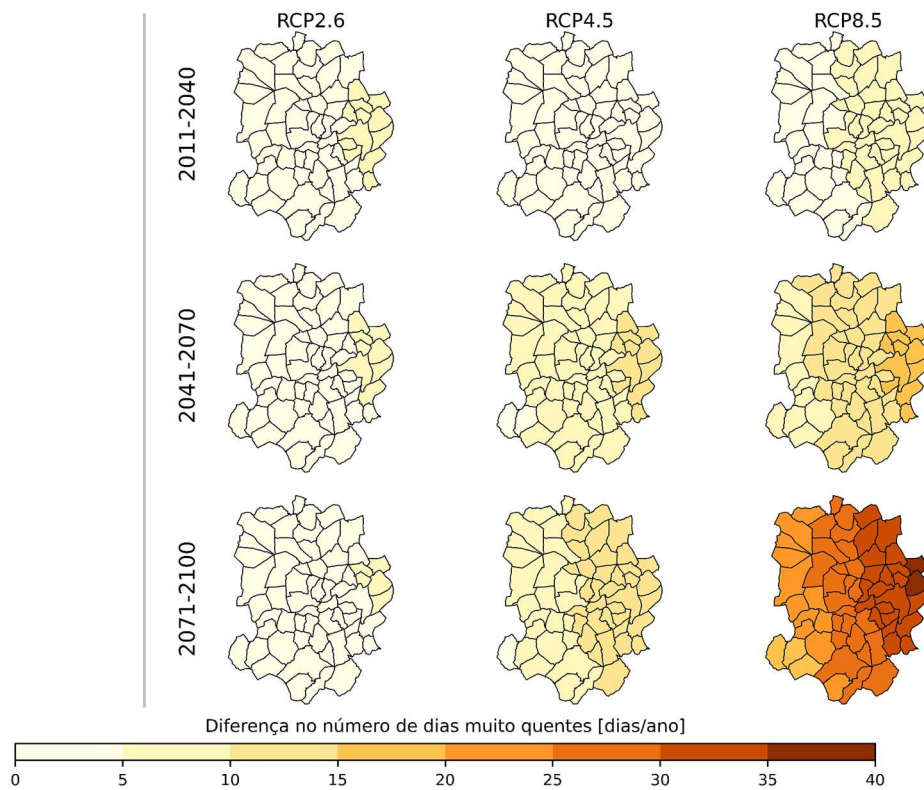 RCP2.6 RCP4.5 RCP8.5
2011-2040
2041-2070
2071-2100
Diferença no número de dias muito quentes [dias/ano]
0 5 10 15 20 25 30 35 40